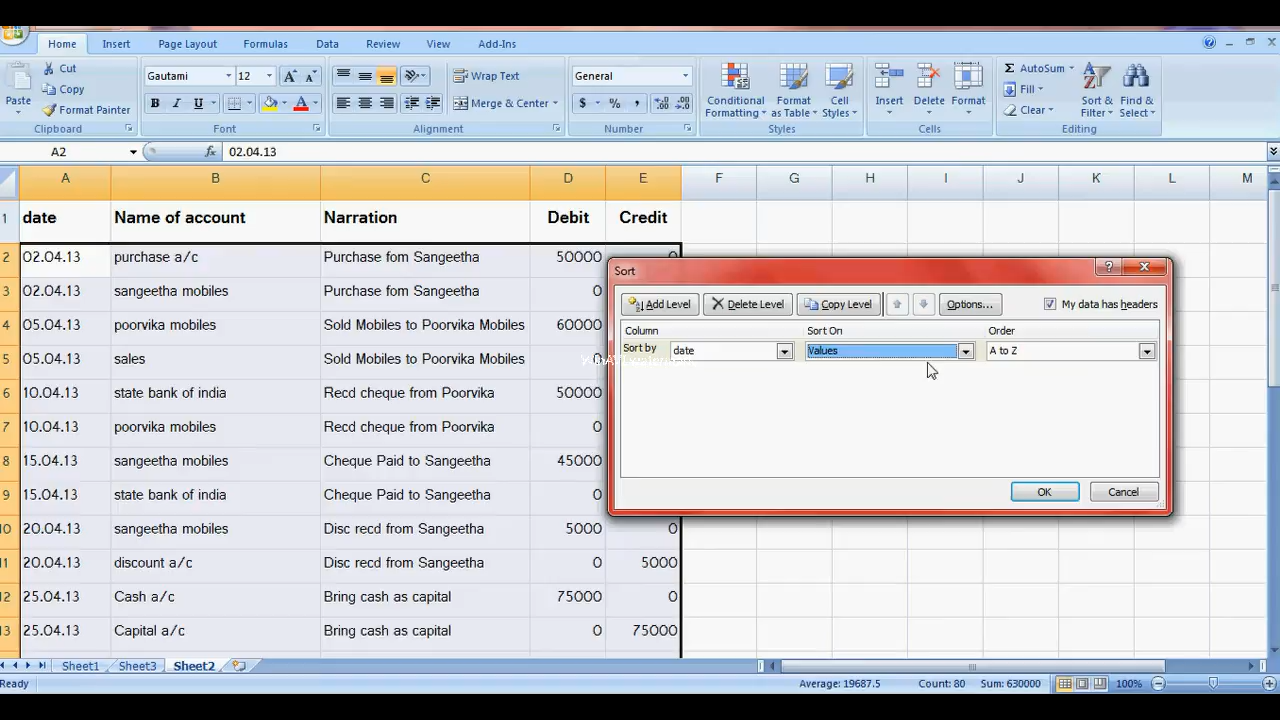 Home Insert Page Layout Formulas Data Review View Add-Ins
Cut
Copy
Format Painter
Paste
Clipboard
Gautami 12
B I U
Font
Wrap Text
Merge & Center
Alignment
General
$ % ,
Number
Conditional Formatting
Format as Table
Cell Styles
Styles
Insert Delete Format
Cells
Σ AutoSum
Fill
Clear
Sort & Filter
Find & Select
Editing
A2 fx 02.04.13
A B C D E F G H I J K L M
1 date Name of account Narration Debit Credit
2 02.04.13 purchase a/c Purchase fom Sangeetha 50000
3 02.04.13 sangeetha mobiles Purchase fom Sangeetha 0
4 05.04.13 poorvika mobiles Sold Mobiles to Poorvika Mobiles 60000
5 05.04.13 sales Sold Mobiles to Poorvika Mobiles
6 10.04.13 state bank of india Recd cheque from Poorvika 50000
7 10.04.13 poorvika mobiles Recd cheque from Poorvika 0
8 15.04.13 sangeetha mobiles Cheque Paid to Sangeetha 45000
9 15.04.13 state bank of india Cheque Paid to Sangeetha 0
10 20.04.13 sangeetha mobiles Disc recd from Sangeetha 5000 0
11 20.04.13 discount a/c Disc recd from Sangeetha 0 5000
12 25.04.13 Cash a/c Bring cash as capital 75000 0
13 25.04.13 Capital a/c Bring cash as capital 0 75000
Sort
Add Level Delete Level Copy Level Options... My data has headers
Column Sort On Order
Sort by date Values A to Z
OK Cancel
Sheet1 Sheet3 Sheet2
Ready Average: 19687.5 Count: 80 Sum: 630000 100%